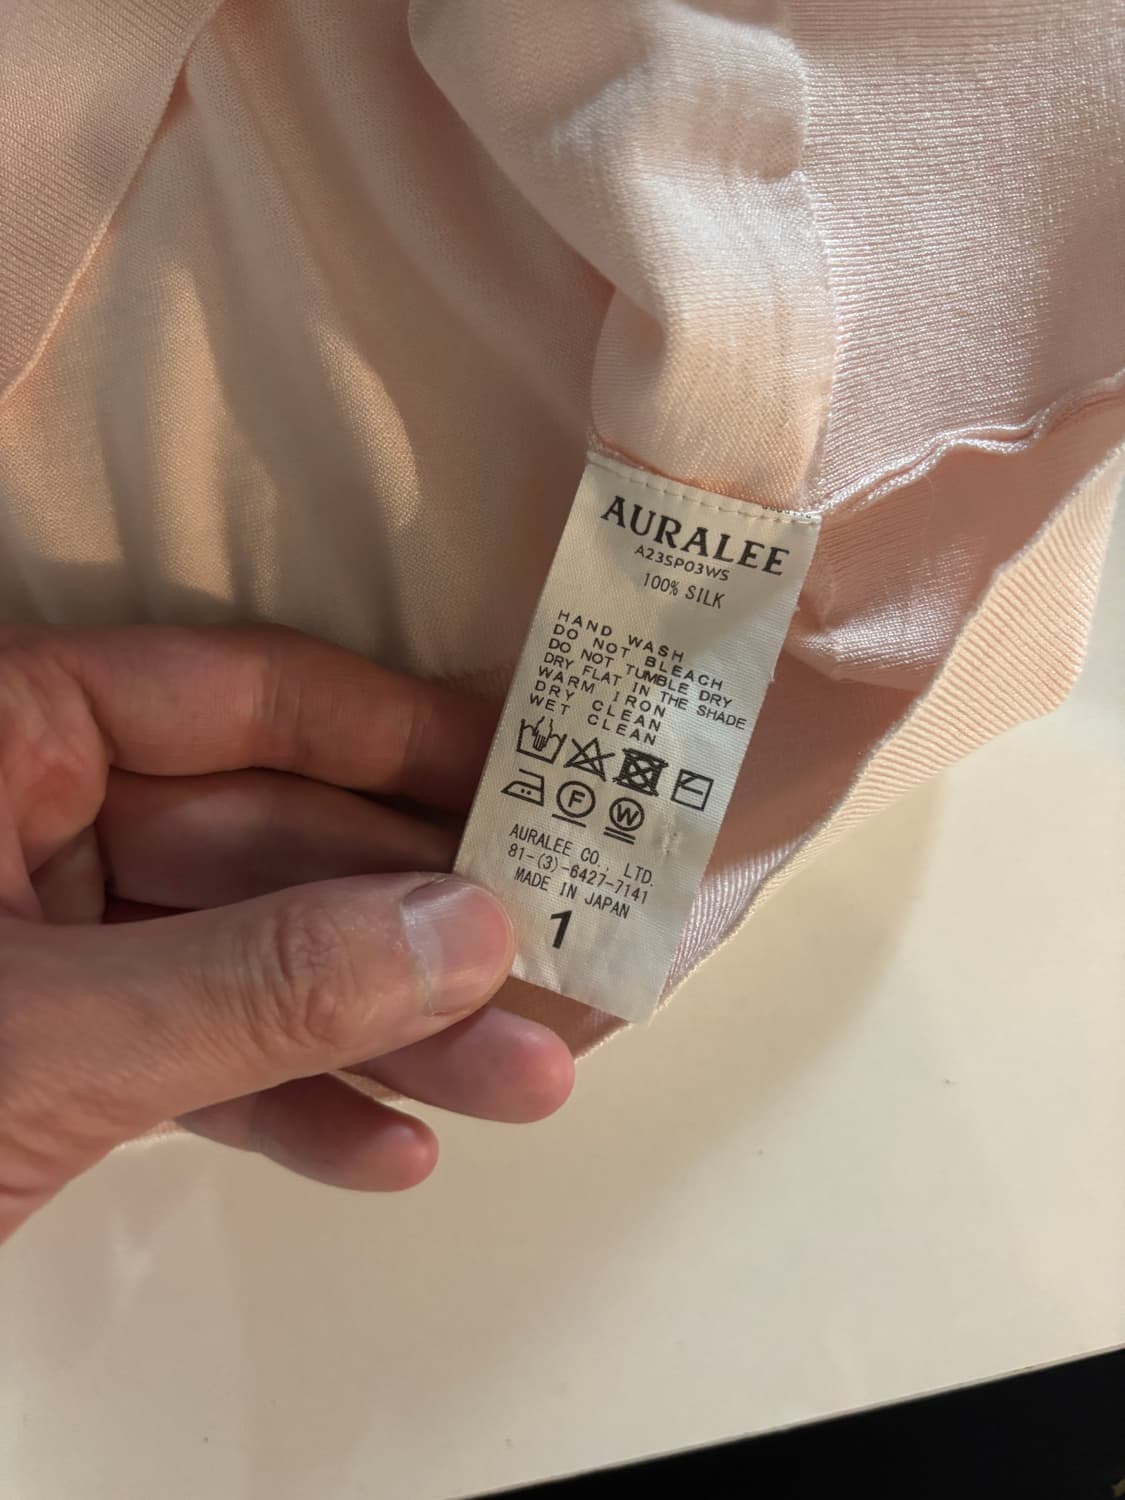 AURALEE
A23SP03WS
100% SILK
HAND WASH
DO NOT BLEACH
DO NOT TUMBLE DRY
DRY FLAT IN THE SHADE
WARM IRON
DRY CLEAN
WET CLEAN
F
W
AURALEE CO., LTD.
81-(3)-6427-7141
MADE IN JAPAN
1